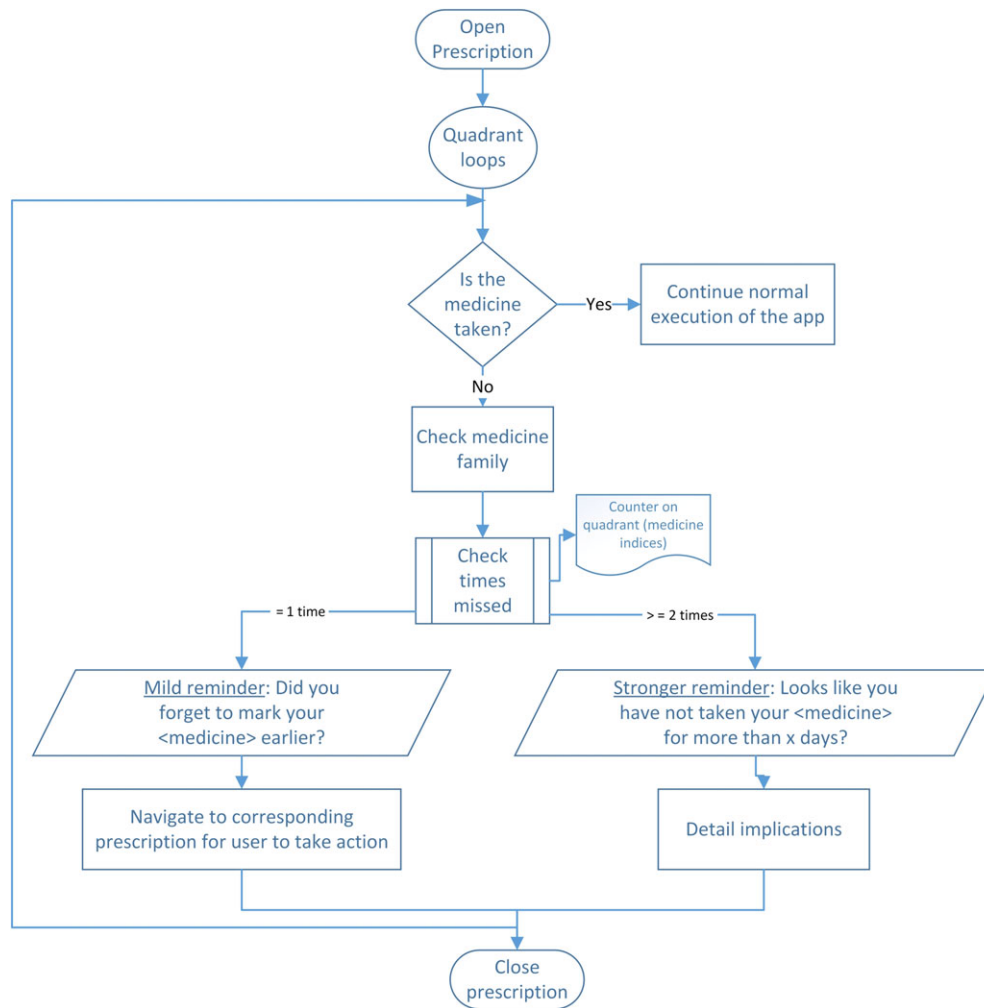 Open
Prescription
Quadrant
loops
Is the
medicine
taken?
Yes
Continue normal
execution of the app
No
Check medicine
family
Counter on
quadrant (medicine
indices)
Check
times
missed
= 1 time
> = 2 times
Mild reminder: Did you
forget to mark your
<medicine> earlier?
Stronger reminder: Looks like you
have not taken your <medicine>
for more than x days?
Navigate to corresponding
prescription for user to take action
Detail implications
Close
prescription